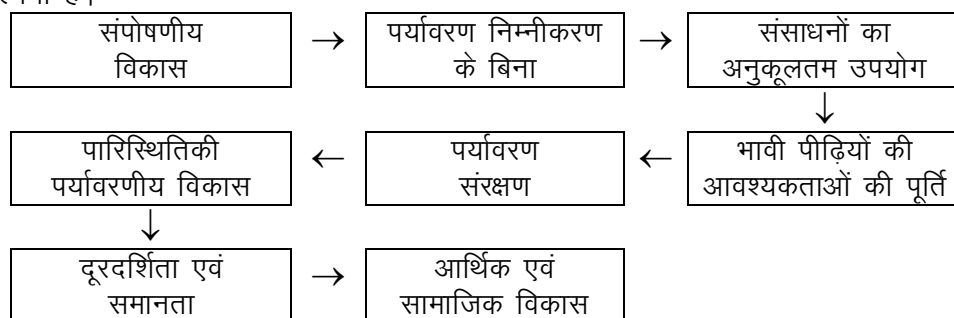 संपोषणीय
विकास
→
पर्यावरण निम्नीकरण
के बिना
→
संसाधनों का
अनुकूलतम उपयोग
↓
भावी पीढ़ियों की
आवश्यकताओं की पूर्ति
←
पर्यावरण
संरक्षण
←
पारिस्थितिकी
पर्यावरणीय विकास
↓
दूरदर्शिता एवं
समानता
→
आर्थिक एवं
सामाजिक विकास